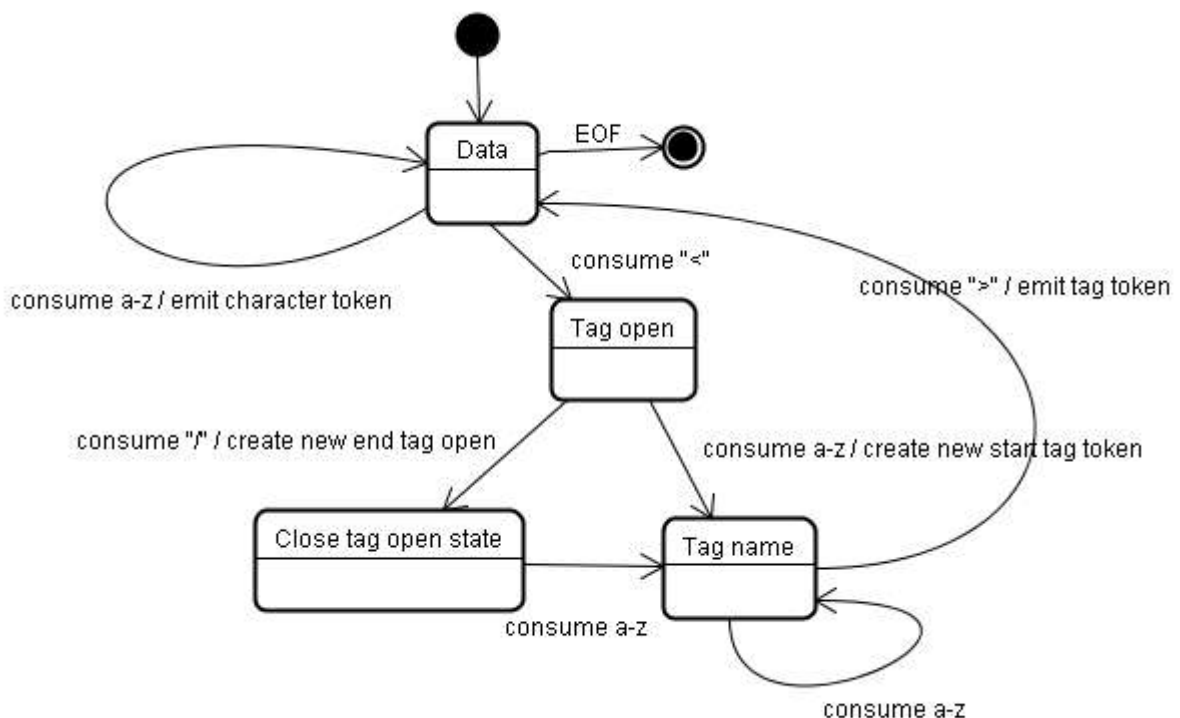 EOF
Data
consume "<"
consume a-z / emit character token
consume ">" / emit tag token
Tag open
consume "/" / create new end tag open
consume a-z / create new start tag token
Close tag open state
Tag name
consume a-z
consume a-z